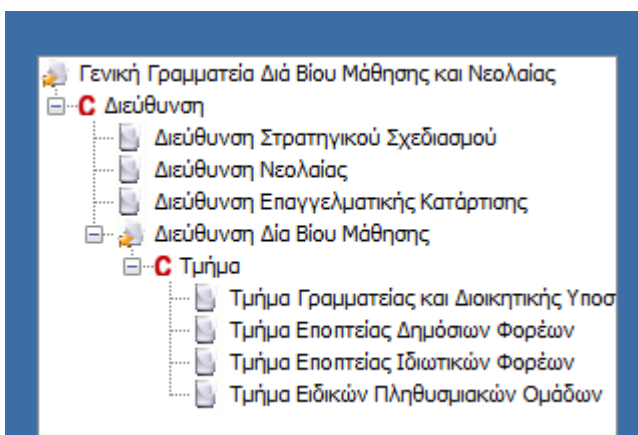 Γενική Γραμματεία Διά Βίου Μάθησης και Νεολαίας
C Διεύθυνση
Διεύθυνση Στρατηγικού Σχεδιασμού
Διεύθυνση Νεολαίας
Διεύθυνση Επαγγελματικής Κατάρτισης
Διεύθυνση Δία Βίου Μάθησης
C Τμήμα
Τμήμα Γραμματείας και Διοικητικής Υποσ
Τμήμα Εποπτείας Δημόσιων Φορέων
Τμήμα Εποπτείας Ιδιωτικών Φορέων
Τμήμα Ειδικών Πληθυσμιακών Ομάδων